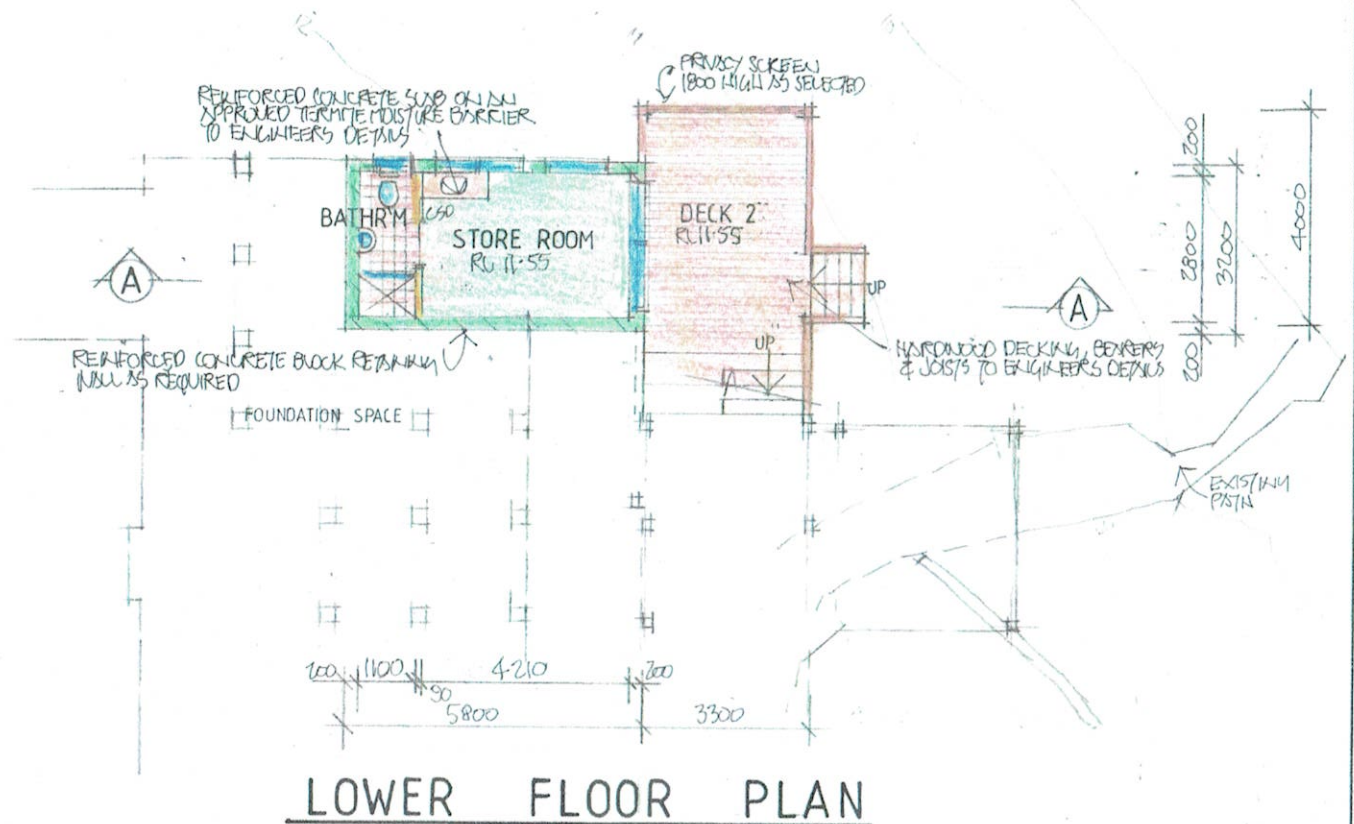 PRIVACY SCREEN
1800 HIGH AS SELECTED
REINFORCED CONCRETE SLAB ON AN
APPROVED TERMITE MOISTURE BARRIER
TO ENGINEERS DETAILS
BATHR'M
CSD
STORE ROOM
RL 11.55
DECK 2
RL 11.55
UP
UP
A
A
200
2800
3200
200
4000
HARDWOOD DECKING, BEARERS
& JOISTS TO ENGINEERS DETAILS
REINFORCED CONCRETE BLOCK RETAINING
WALL AS REQUIRED
FOUNDATION SPACE
EXISTING
PATH
200
1100
90
4210
200
5800
3300
LOWER FLOOR PLAN